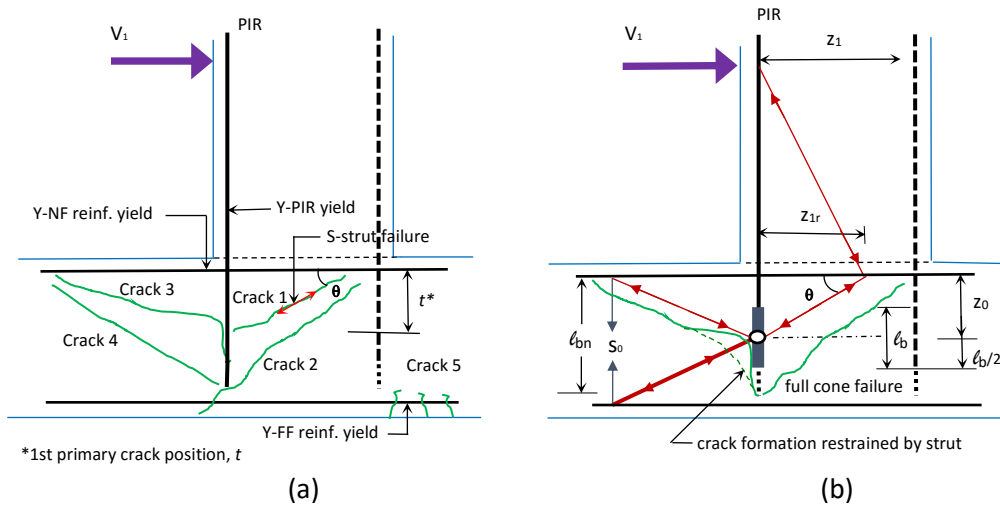 PIR
V₁
Y-NF reinf. yield
Y-PIR yield
S-strut failure
Crack 3
Crack 1
θ
t*
Crack 4
Crack 2
Crack 5
Y-FF reinf. yield
*1st primary crack position, t
(a)
PIR
V₁
z₁
z₁ᵣ
θ
z₀
ℓbn
s₀
ℓb
ℓb/2
full cone failure
crack formation restrained by strut
(b)